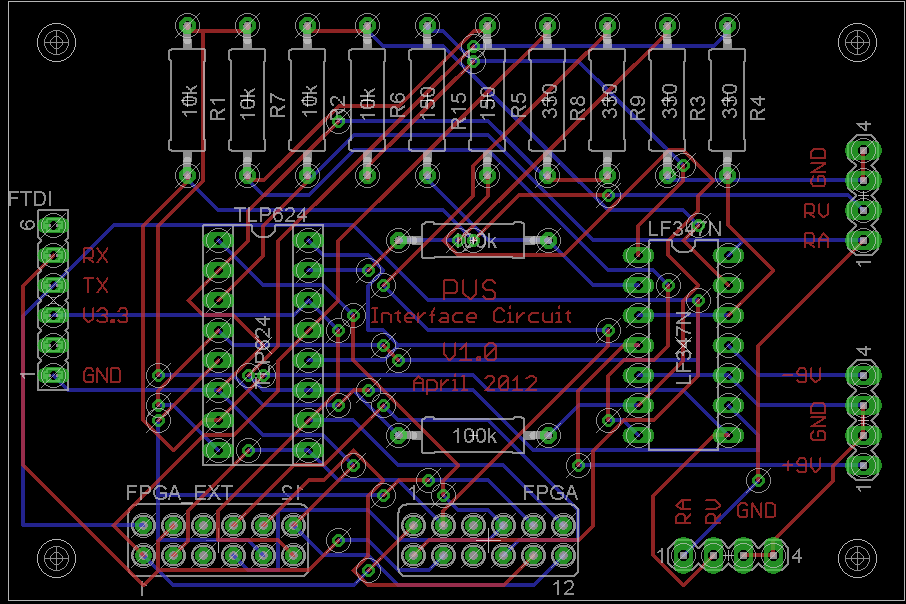 10k
R1
10k
R7
10k
R2
10k
R6
150
R15
150
R5
330
R8
330
R9
330
R3
330
R4
4
GND
RV
RA
1
FTDI
6
RX
TX
V3.3
GND
1
TLP624
TLP624
100k
LF347N
LF347N
PVS
Interface Circuit
V1.0
April 2012
100k
4
-9V
GND
+9V
1
FPGA_EXT
12
1
1
FPGA
12
RA
RV
GND
1
4